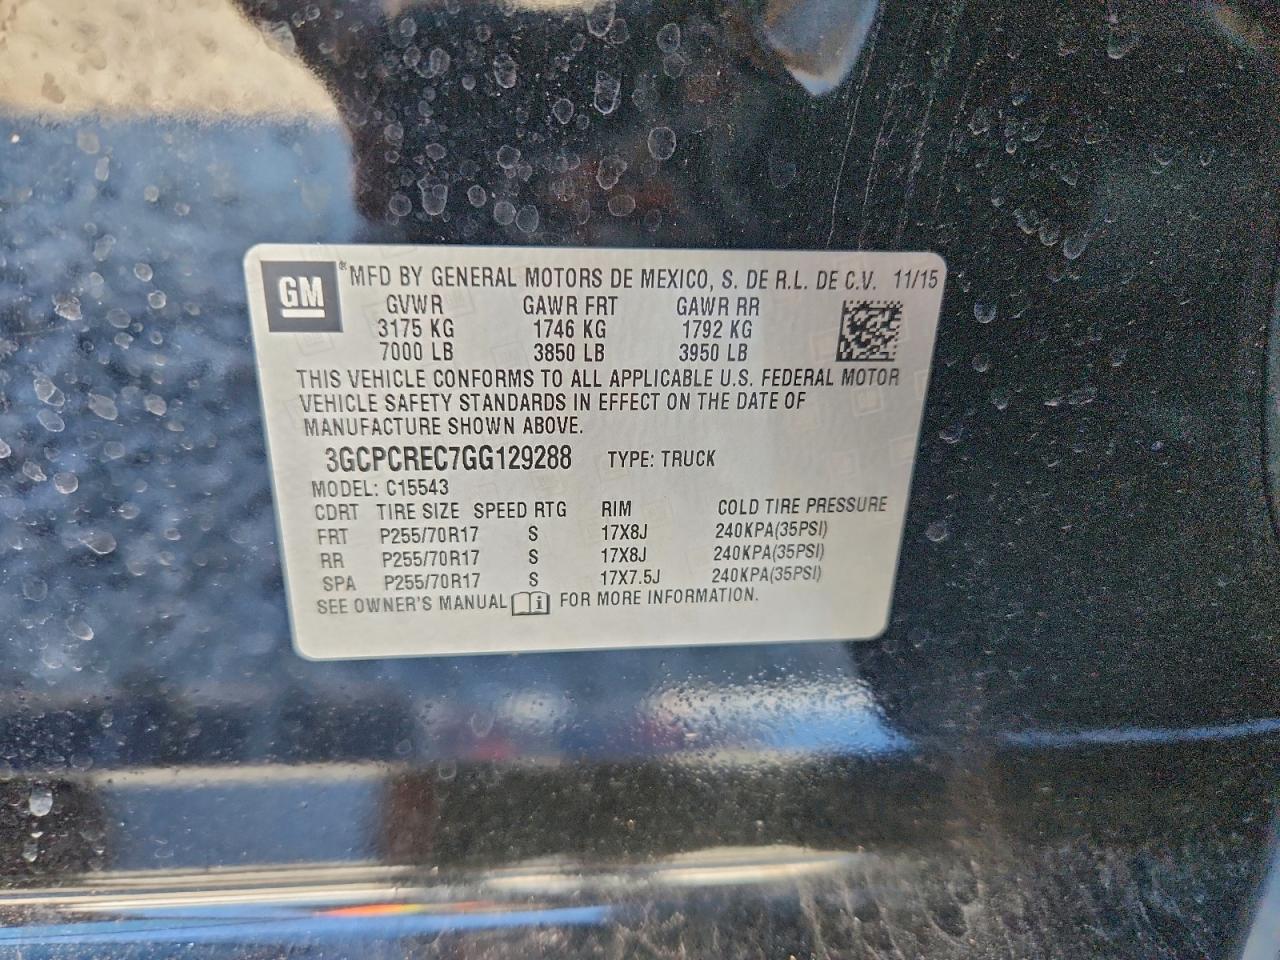 GM ® MFD BY GENERAL MOTORS DE MEXICO, S. DE R.L. DE C.V. 11/15
GVWR GAWR FRT GAWR RR
3175 KG 1746 KG 1792 KG
7000 LB 3850 LB 3950 LB
THIS VEHICLE CONFORMS TO ALL APPLICABLE U.S. FEDERAL MOTOR
VEHICLE SAFETY STANDARDS IN EFFECT ON THE DATE OF
MANUFACTURE SHOWN ABOVE.
3GCPCREC7GG129288 TYPE: TRUCK
MODEL: C15543
CDRT TIRE SIZE SPEED RTG RIM COLD TIRE PRESSURE
FRT P255/70R17 S 17X8J 240KPA(35PSI)
RR P255/70R17 S 17X8J 240KPA(35PSI)
SPA P255/70R17 S 17X7.5J 240KPA(35PSI)
SEE OWNER'S MANUAL i FOR MORE INFORMATION.